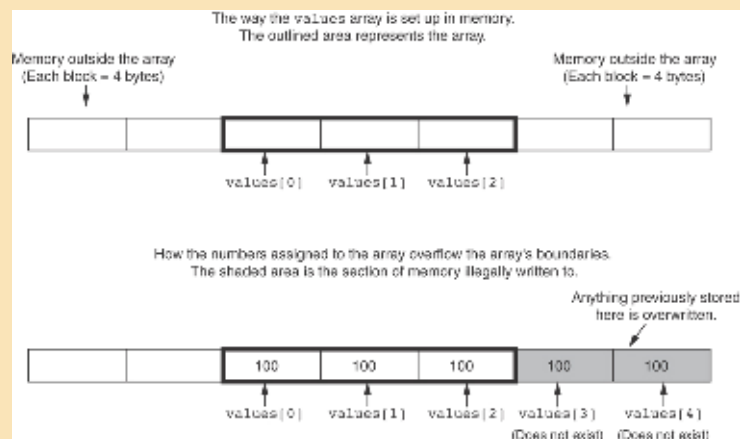 The way the values array is set up in memory.
The outlined area represents the array.
Memory outside the array
(Each block = 4 bytes)
Memory outside the array
(Each block = 4 bytes)
values[0]
values[1]
values[2]
How the numbers assigned to the array overflow the array's boundaries.
The shaded area is the section of memory illegally written to.
Anything previously stored
here is overwritten.
100
100
100
100
100
values[0]
values[1]
values[2]
values[3]
values[4]
(Does not exist)
(Does not exist)